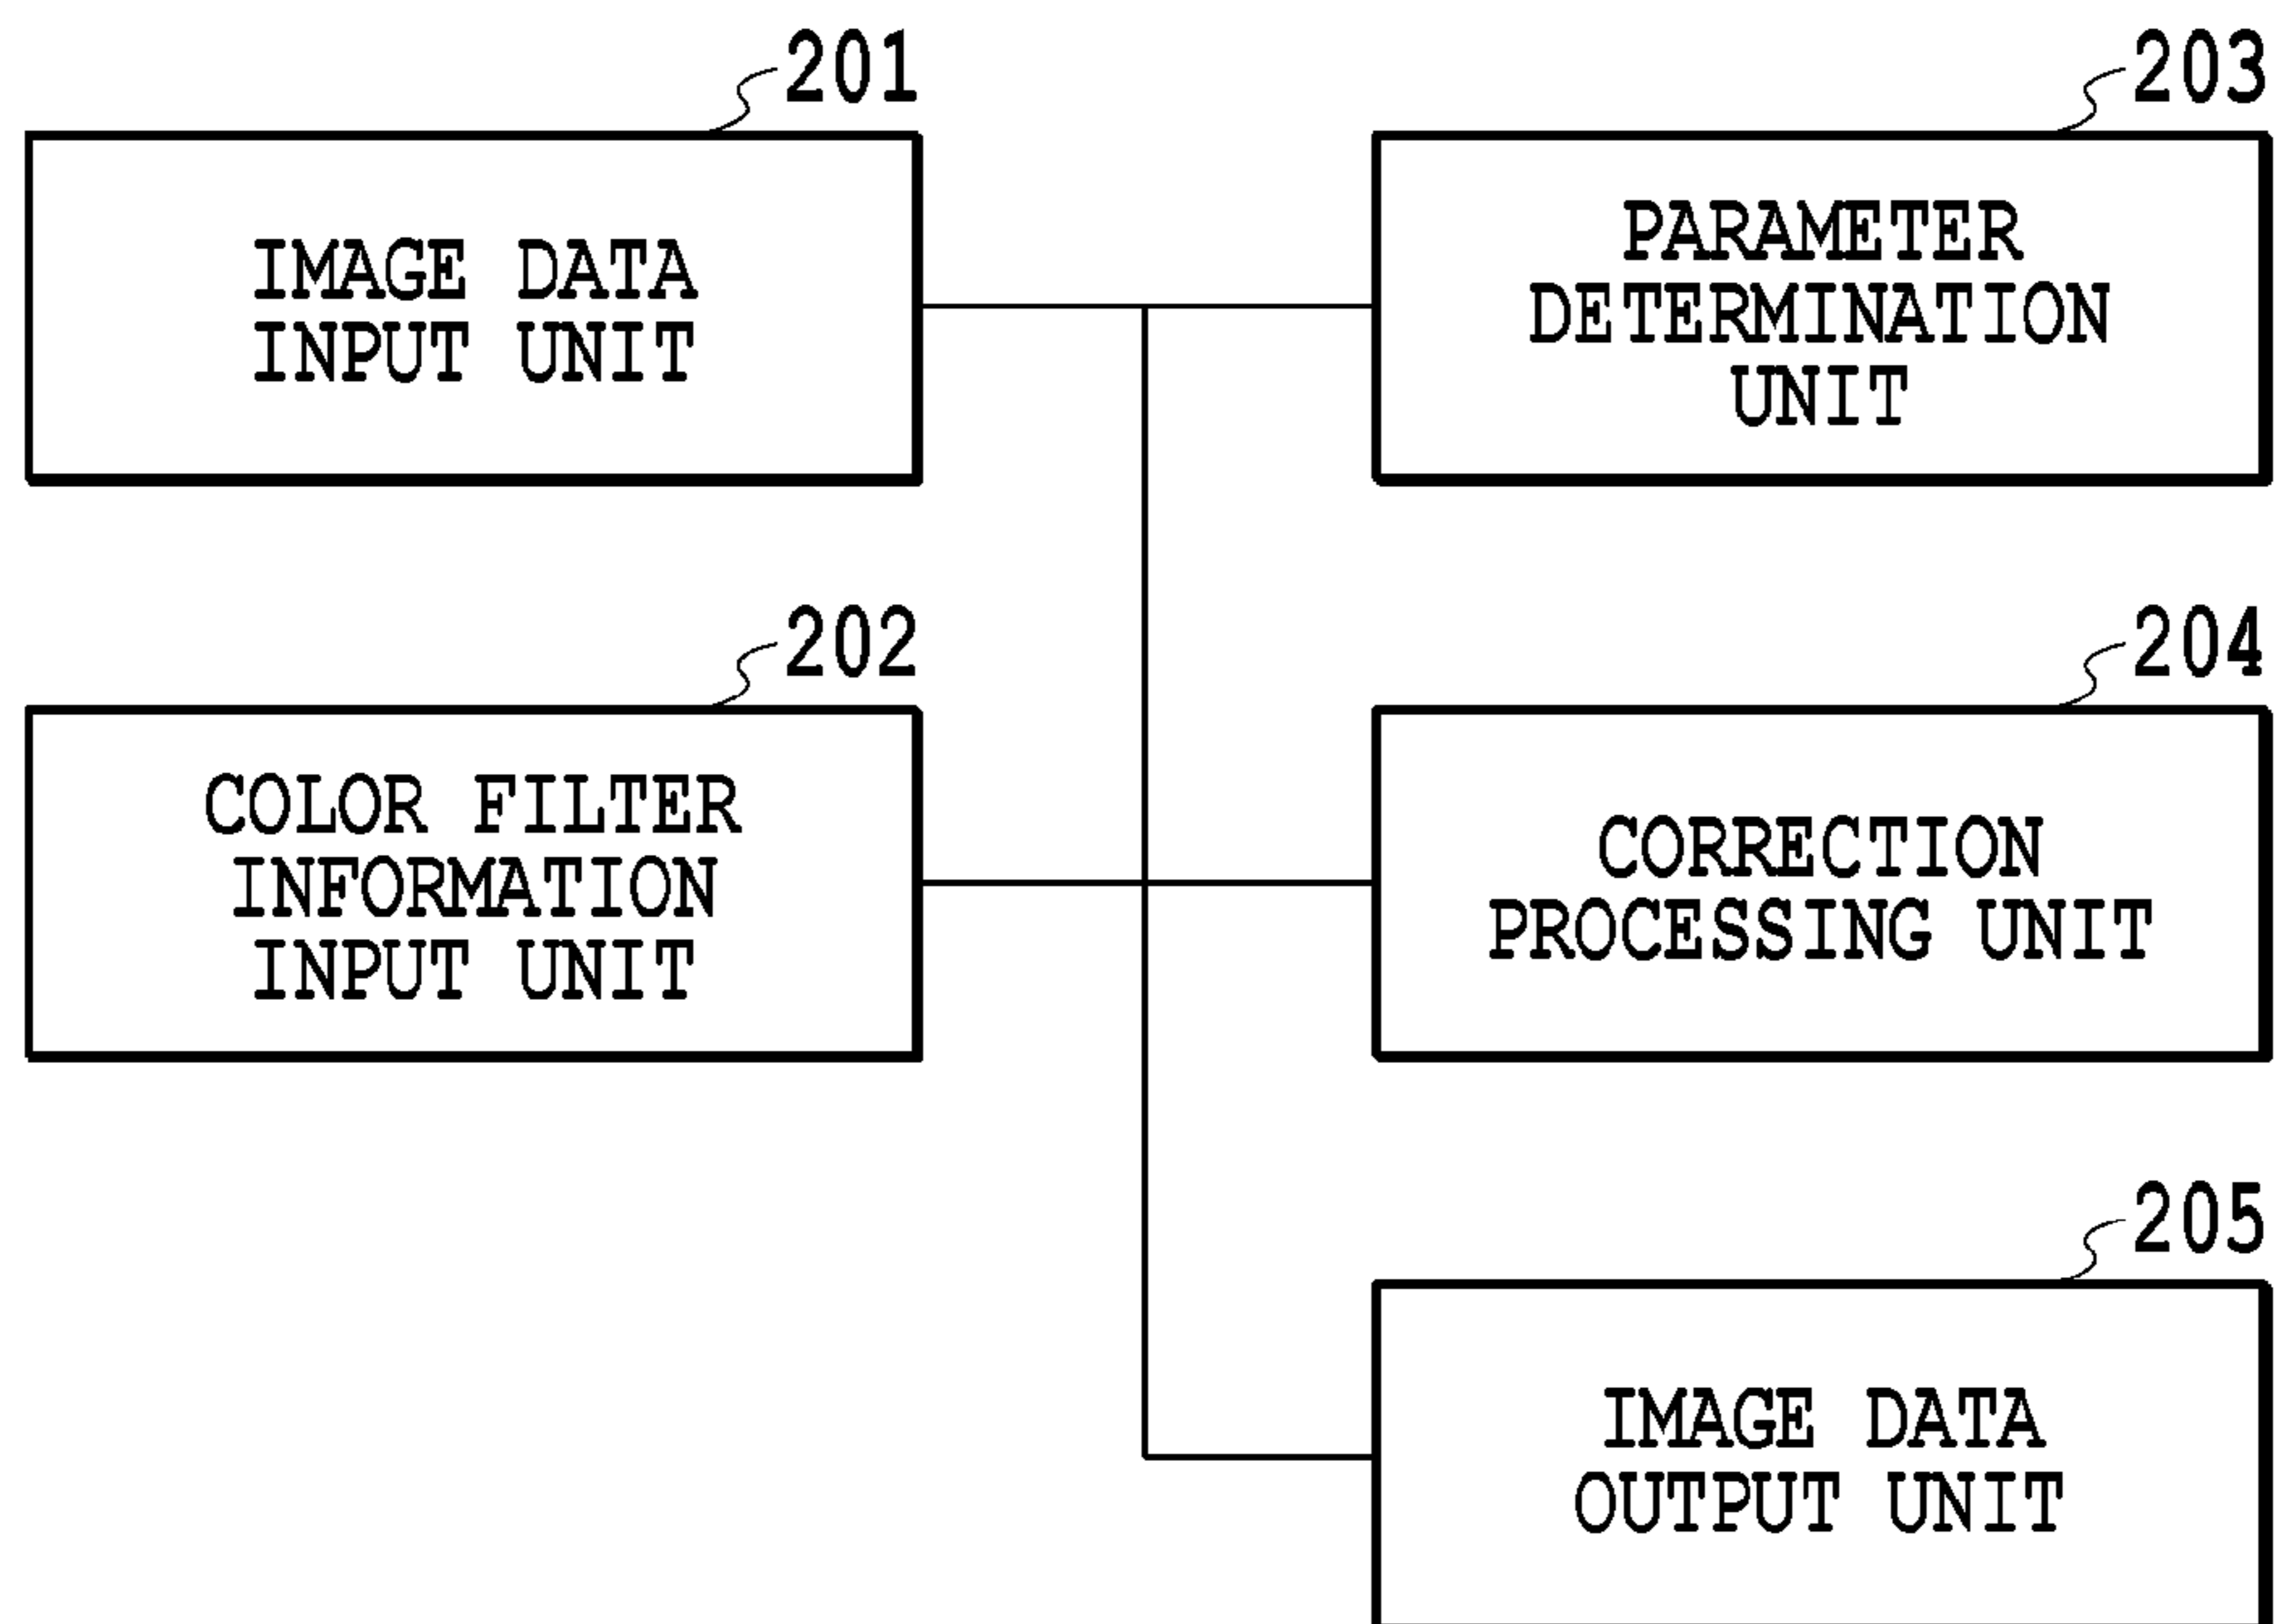 201
IMAGE DATA
INPUT UNIT
202
COLOR FILTER
INFORMATION
INPUT UNIT
203
PARAMETER
DETERMINATION
UNIT
204
CORRECTION
PROCESSING UNIT
205
IMAGE DATA
OUTPUT UNIT